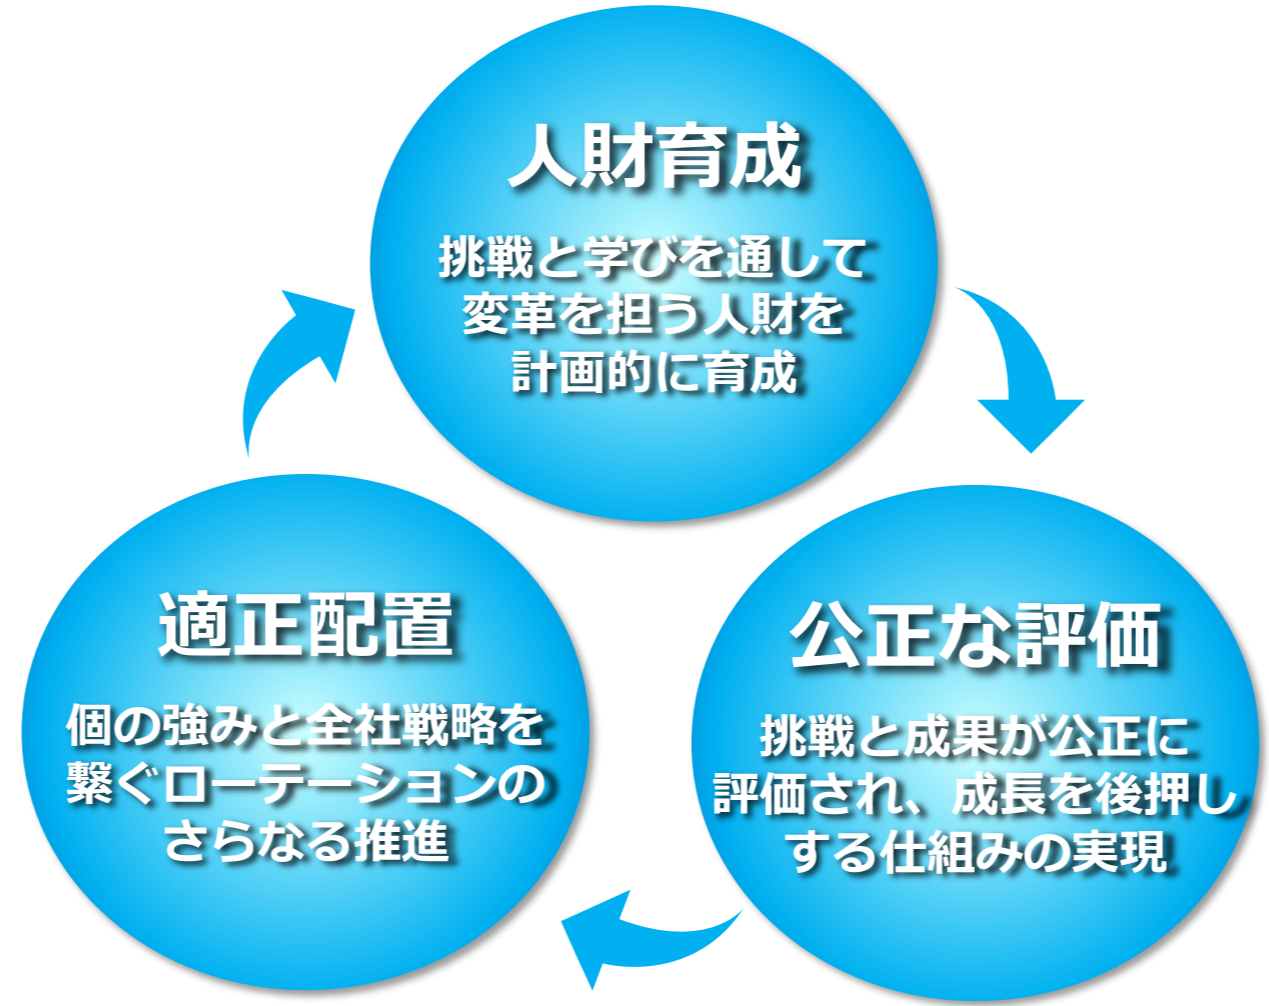 人財育成
挑戦と学びを通して
変革を担う人財を
計画的に育成
適正配置
個の強みと全社戦略を
繋ぐローテーションの
さらなる推進
公正な評価
挑戦と成果が公正に
評価され、成長を後押し
する仕組みの実現